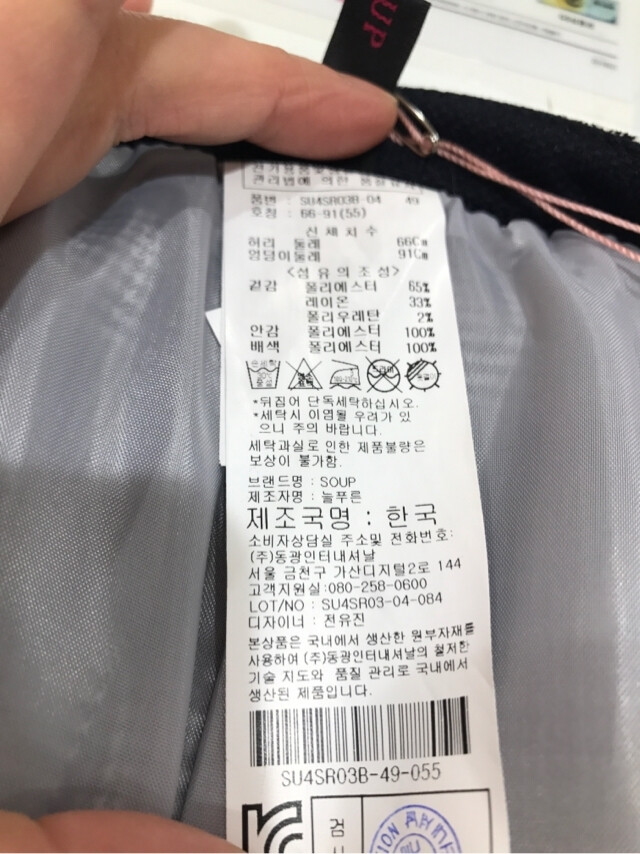 UP
관리법에 의한 품질표시
품번 : SU4SR03B-04 49
호칭 : 66-91(55)
신체치수
허리 둘레 66Cm
엉덩이둘레 91Cm
<섬유의조성>
겉감 폴리에스터 65%
레이온 33%
폴리우레탄 2%
안감 폴리에스터 100%
배색 폴리에스터 100%
*뒤집어 단독세탁하십시오.
*세탁시 이염될 우려가 있
으니 주의 바랍니다.
세탁과실로 인한 제품불량은
보상이 불가함.
브랜드명 : SOUP
제조자명 : 늘푸른
제조국명 : 한국
소비자상담실 주소및 전화번호:
(주)동광인터내셔날
서울 금천구 가산디지털2로 144
고객지원실:080-258-0600
LOT/NO : SU4SR03-04-084
디자이너 : 전유진
본상품은 국내에서 생산한 원부자재를
사용하여 (주)동광인터내셔날의 철저한
기술 지도와 품질 관리로 국내에서
생산된 제품입니다.
SU4SR03B-49-055
검